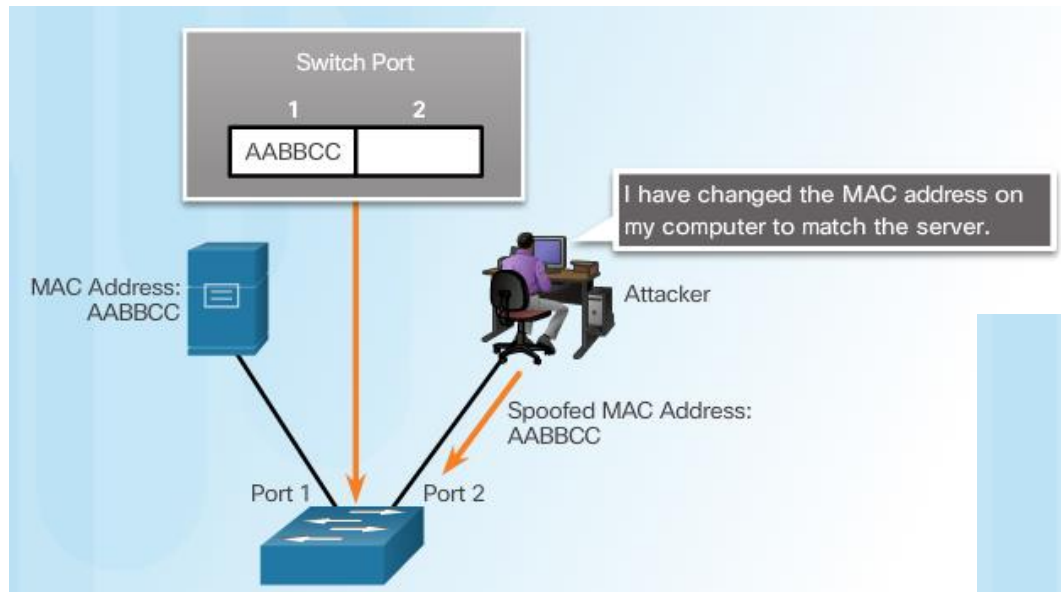 Switch Port
1 2
AABBCC
I have changed the MAC address on
my computer to match the server.
MAC Address:
AABBCC
Attacker
Spoofed MAC Address:
AABBCC
Port 1
Port 2